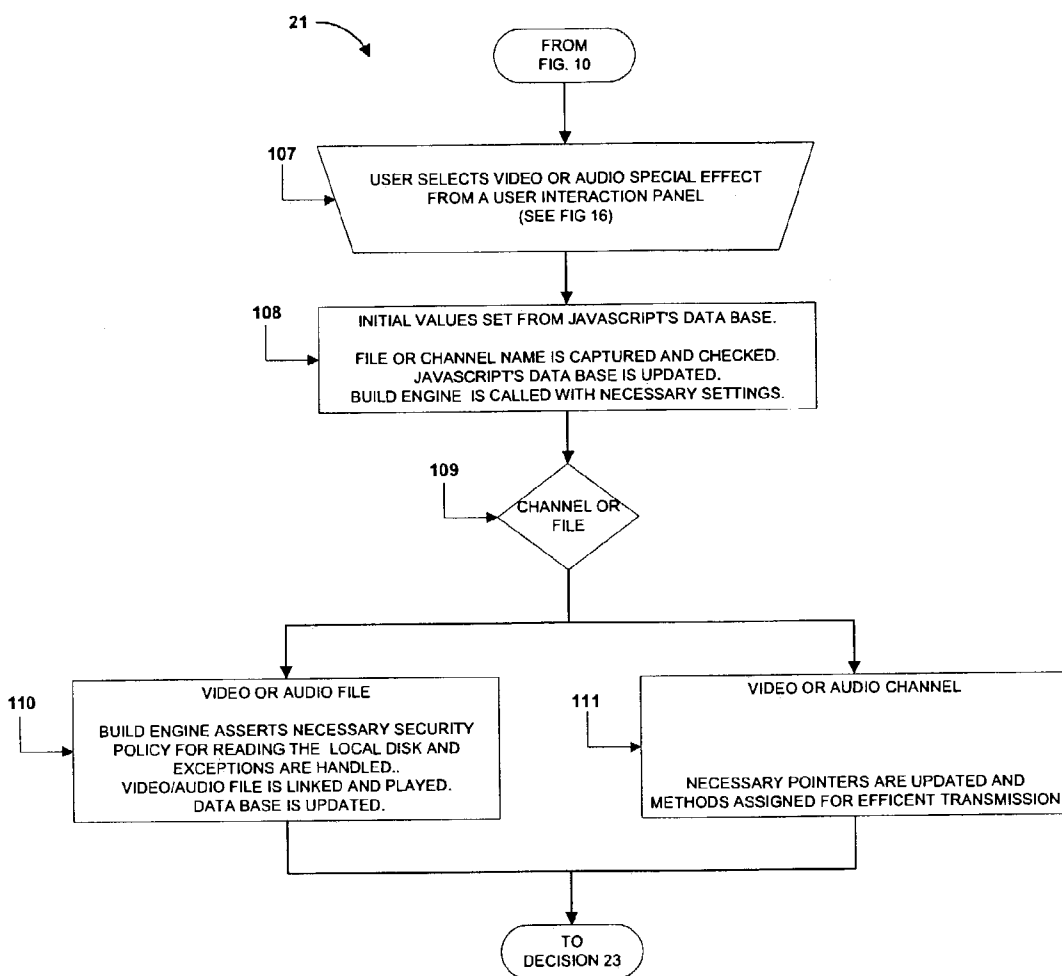 21
FROM
FIG. 10
107
USER SELECTS VIDEO OR AUDIO SPECIAL EFFECT
FROM A USER INTERACTION PANEL
(SEE FIG 16)
108
INITIAL VALUES SET FROM JAVASCRIPT'S DATA BASE.
FILE OR CHANNEL NAME IS CAPTURED AND CHECKED.
JAVASCRIPT'S DATA BASE IS UPDATED.
BUILD ENGINE IS CALLED WITH NECESSARY SETTINGS.
109
CHANNEL OR
FILE
110
VIDEO OR AUDIO FILE
BUILD ENGINE ASSERTS NECESSARY SECURITY
POLICY FOR READING THE LOCAL DISK AND
EXCEPTIONS ARE HANDLED..
VIDEO/AUDIO FILE IS LINKED AND PLAYED.
DATA BASE IS UPDATED.
111
VIDEO OR AUDIO CHANNEL
NECESSARY POINTERS ARE UPDATED AND
METHODS ASSIGNED FOR EFFICENT TRANSMISSION
TO
DECISION 23